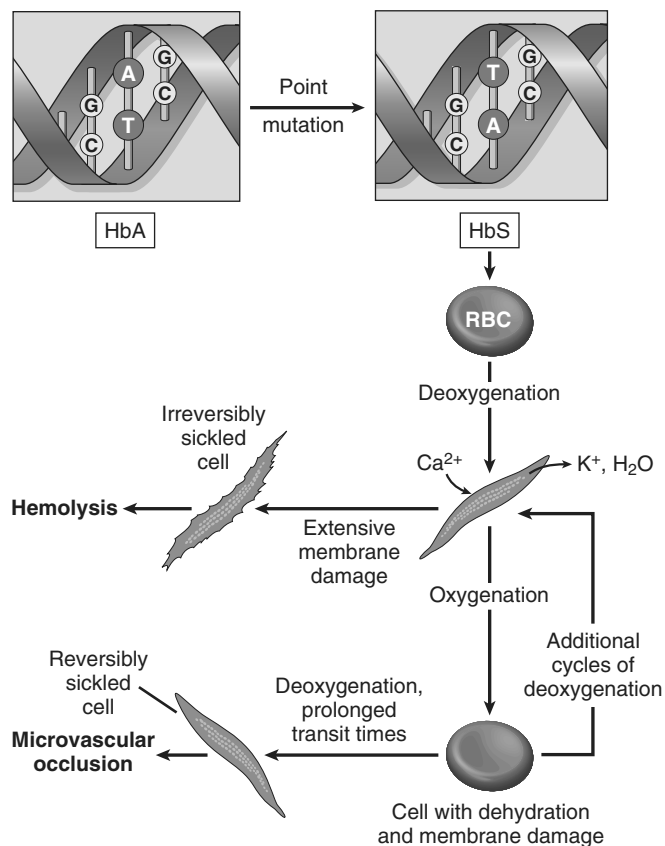 G
A
G
C
T
C
Point
mutation
G
T
G
C
A
C
HbA
HbS
RBC
Deoxygenation
Irreversibly
sickled
cell
Ca2+
K+, H2O
Hemolysis
Extensive
membrane
damage
Oxygenation
Additional
cycles of
deoxygenation
Reversibly
sickled
cell
Deoxygenation,
prolonged
transit times
Microvascular
occlusion
Cell with dehydration
and membrane damage